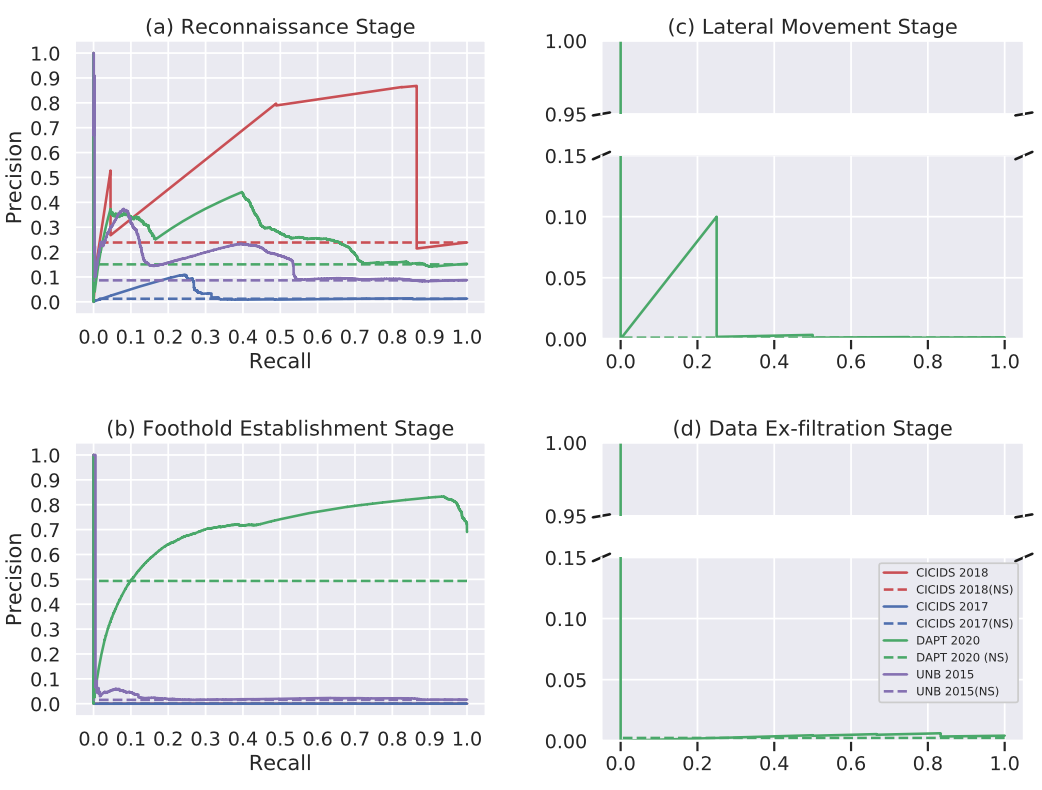 (a) Reconnaissance Stage
1.0
0.9
0.8
0.7
0.6
0.5
0.4
0.3
0.2
0.1
0.0
Precision
0.0 0.1 0.2 0.3 0.4 0.5 0.6 0.7 0.8 0.9 1.0
Recall
(c) Lateral Movement Stage
1.00
0.95
0.15
0.10
0.05
0.00
0.0 0.2 0.4 0.6 0.8 1.0
(b) Foothold Establishment Stage
1.0
0.9
0.8
0.7
0.6
0.5
0.4
0.3
0.2
0.1
0.0
Precision
0.0 0.1 0.2 0.3 0.4 0.5 0.6 0.7 0.8 0.9 1.0
Recall
(d) Data Ex-filtration Stage
1.00
0.95
0.15
0.10
0.05
0.00
0.0 0.2 0.4 0.6 0.8 1.0
CICIDS 2018
CICIDS 2018(NS)
CICIDS 2017
CICIDS 2017(NS)
DAPT 2020
DAPT 2020 (NS)
UNB 2015
UNB 2015(NS)